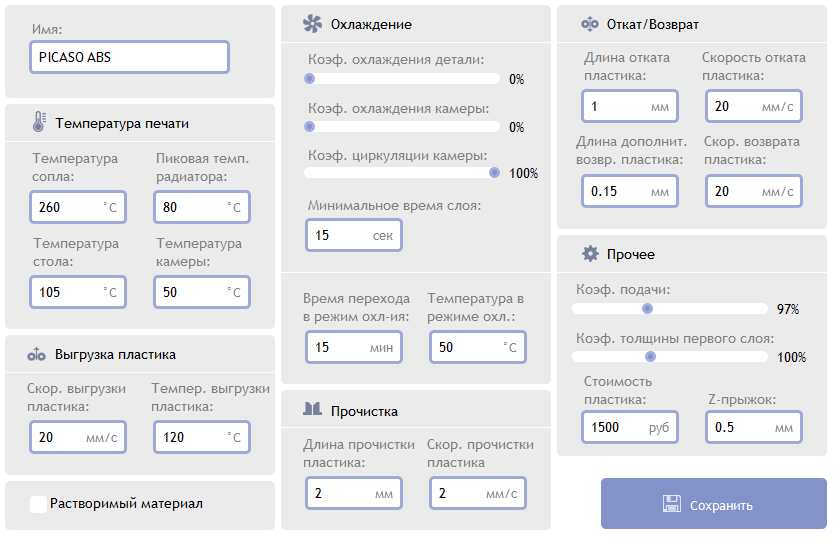 Имя:
PICASO ABS
Температура печати
Температура
сопла:
260 °C
Пиковая темп.
радиатора:
80 °C
Температура
стола:
105 °C
Температура
камеры:
50 °C
Выгрузка пластика
Скор. выгрузки
пластика:
20 мм/с
Темпер. выгрузки
пластика:
120 °C
Растворимый материал
Охлаждение
Коэф. охлаждения детали:
0%
Коэф. охлаждения камеры:
0%
Коэф. циркуляции камеры:
100%
Минимальное время слоя:
15 сек
Время перехода
в режим охл-ия:
15 мин
Температура в
режиме охл.:
50 °C
Прочистка
Длина прочистки
пластика:
2 мм
Скор. прочистки
пластика
2 мм/с
Откат/Возврат
Длина отката
пластика:
1 мм
Скорость отката
пластика:
20 мм/с
Длина дополнит.
возвр. пластика:
0.15 мм
Скор. возврата
пластика:
20 мм/с
Прочее
Коэф. подачи:
97%
Коэф. толщины первого слоя:
100%
Стоимость
пластика:
1500 руб
Z-прыжок:
0.5 мм
Сохранить